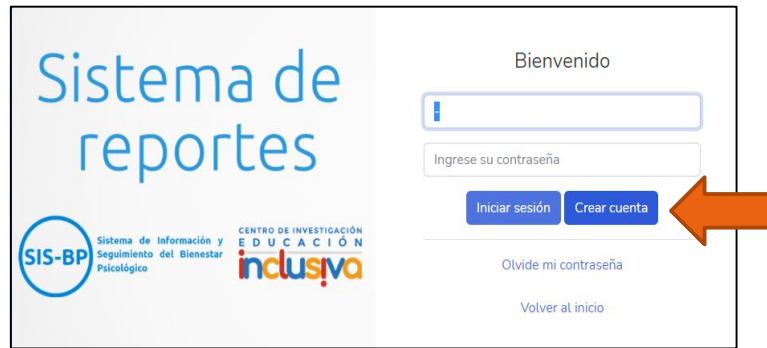 Sistema de
reportes
SIS-BP
Sistema de Información y
Seguimiento del Bienestar
Psicológico
CENTRO DE INVESTIGACIÓN
EDUCACIÓN
inclusiva
Bienvenido
-
Ingrese su contraseña
Iniciar sesión Crear cuenta
Olvide mi contraseña
Volver al inicio